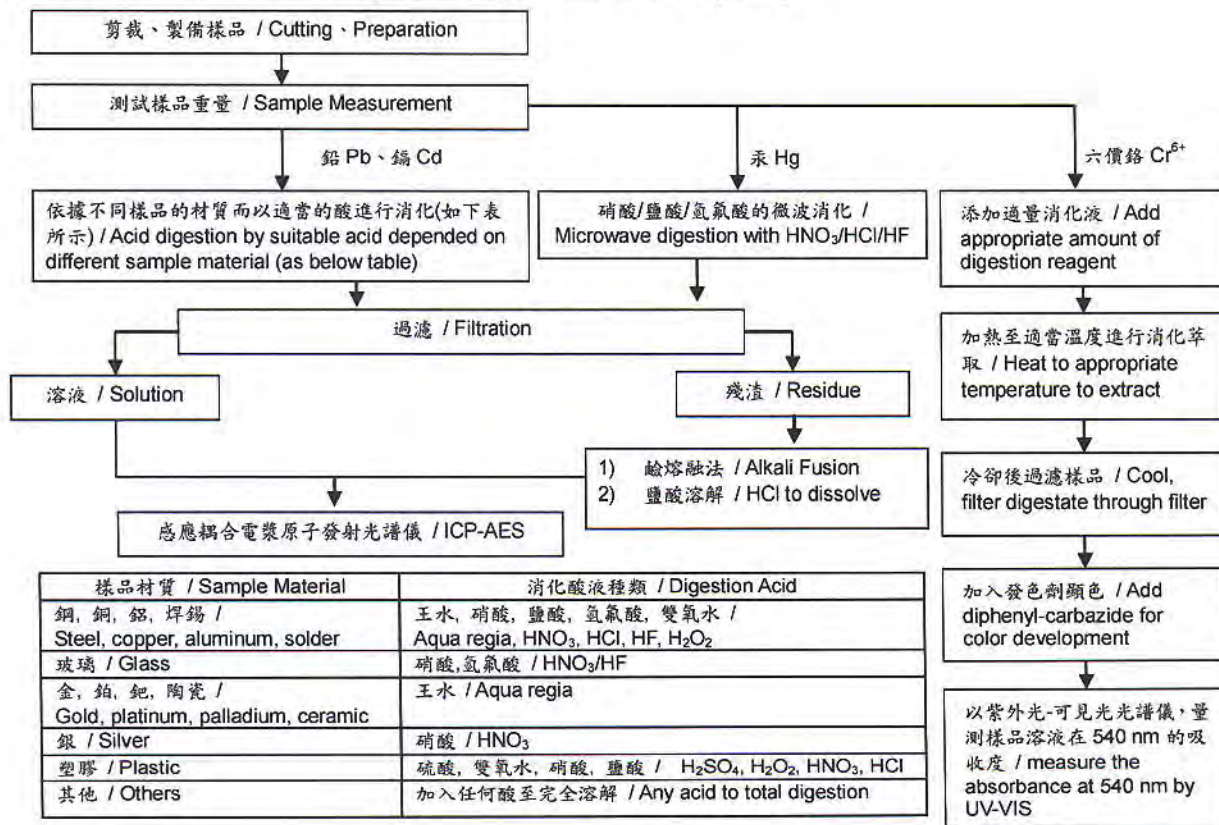 剪裁、製備樣品 / Cutting、Preparation
測試樣品重量 / Sample Measurement
鉛 Pb、鎘 Cd
汞 Hg
六價鉻 Cr⁶⁺
依據不同樣品的材質而以適當的酸進行消化(如下表
所示) / Acid digestion by suitable acid depended on
different sample material (as below table)
硝酸/鹽酸/氫氟酸的微波消化 /
Microwave digestion with HNO₃/HCl/HF
添加適量消化液 / Add
appropriate amount of
digestion reagent
過濾 / Filtration
加熱至適當溫度進行消化萃
取 / Heat to appropriate
temperature to extract
溶液 / Solution
殘渣 / Residue
1) 鹼熔融法 / Alkali Fusion
2) 鹽酸溶解 / HCl to dissolve
冷卻後過濾樣品 / Cool,
filter digestate through filter
感應耦合電漿原子發射光譜儀 / ICP-AES
加入發色劑顯色 / Add
diphenyl-carbazide for
color development
以紫外光-可見光光譜儀，量
測樣品溶液在 540 nm 的吸
收度 / measure the
absorbance at 540 nm by
UV-VIS
樣品材質 / Sample Material
消化酸液種類 / Digestion Acid
鋼, 銅, 鋁, 焊錫 /
Steel, copper, aluminum, solder
王水, 硝酸, 鹽酸, 氫氟酸, 雙氧水 /
Aqua regia, HNO₃, HCl, HF, H₂O₂
玻璃 / Glass
硝酸,氫氟酸 / HNO₃/HF
金, 鉑, 鈀, 陶瓷 /
Gold, platinum, palladium, ceramic
王水 / Aqua regia
銀 / Silver
硝酸 / HNO₃
塑膠 / Plastic
硫酸, 雙氧水, 硝酸, 鹽酸 / H₂SO₄, H₂O₂, HNO₃, HCl
其他 / Others
加入任何酸至完全溶解 / Any acid to total digestion